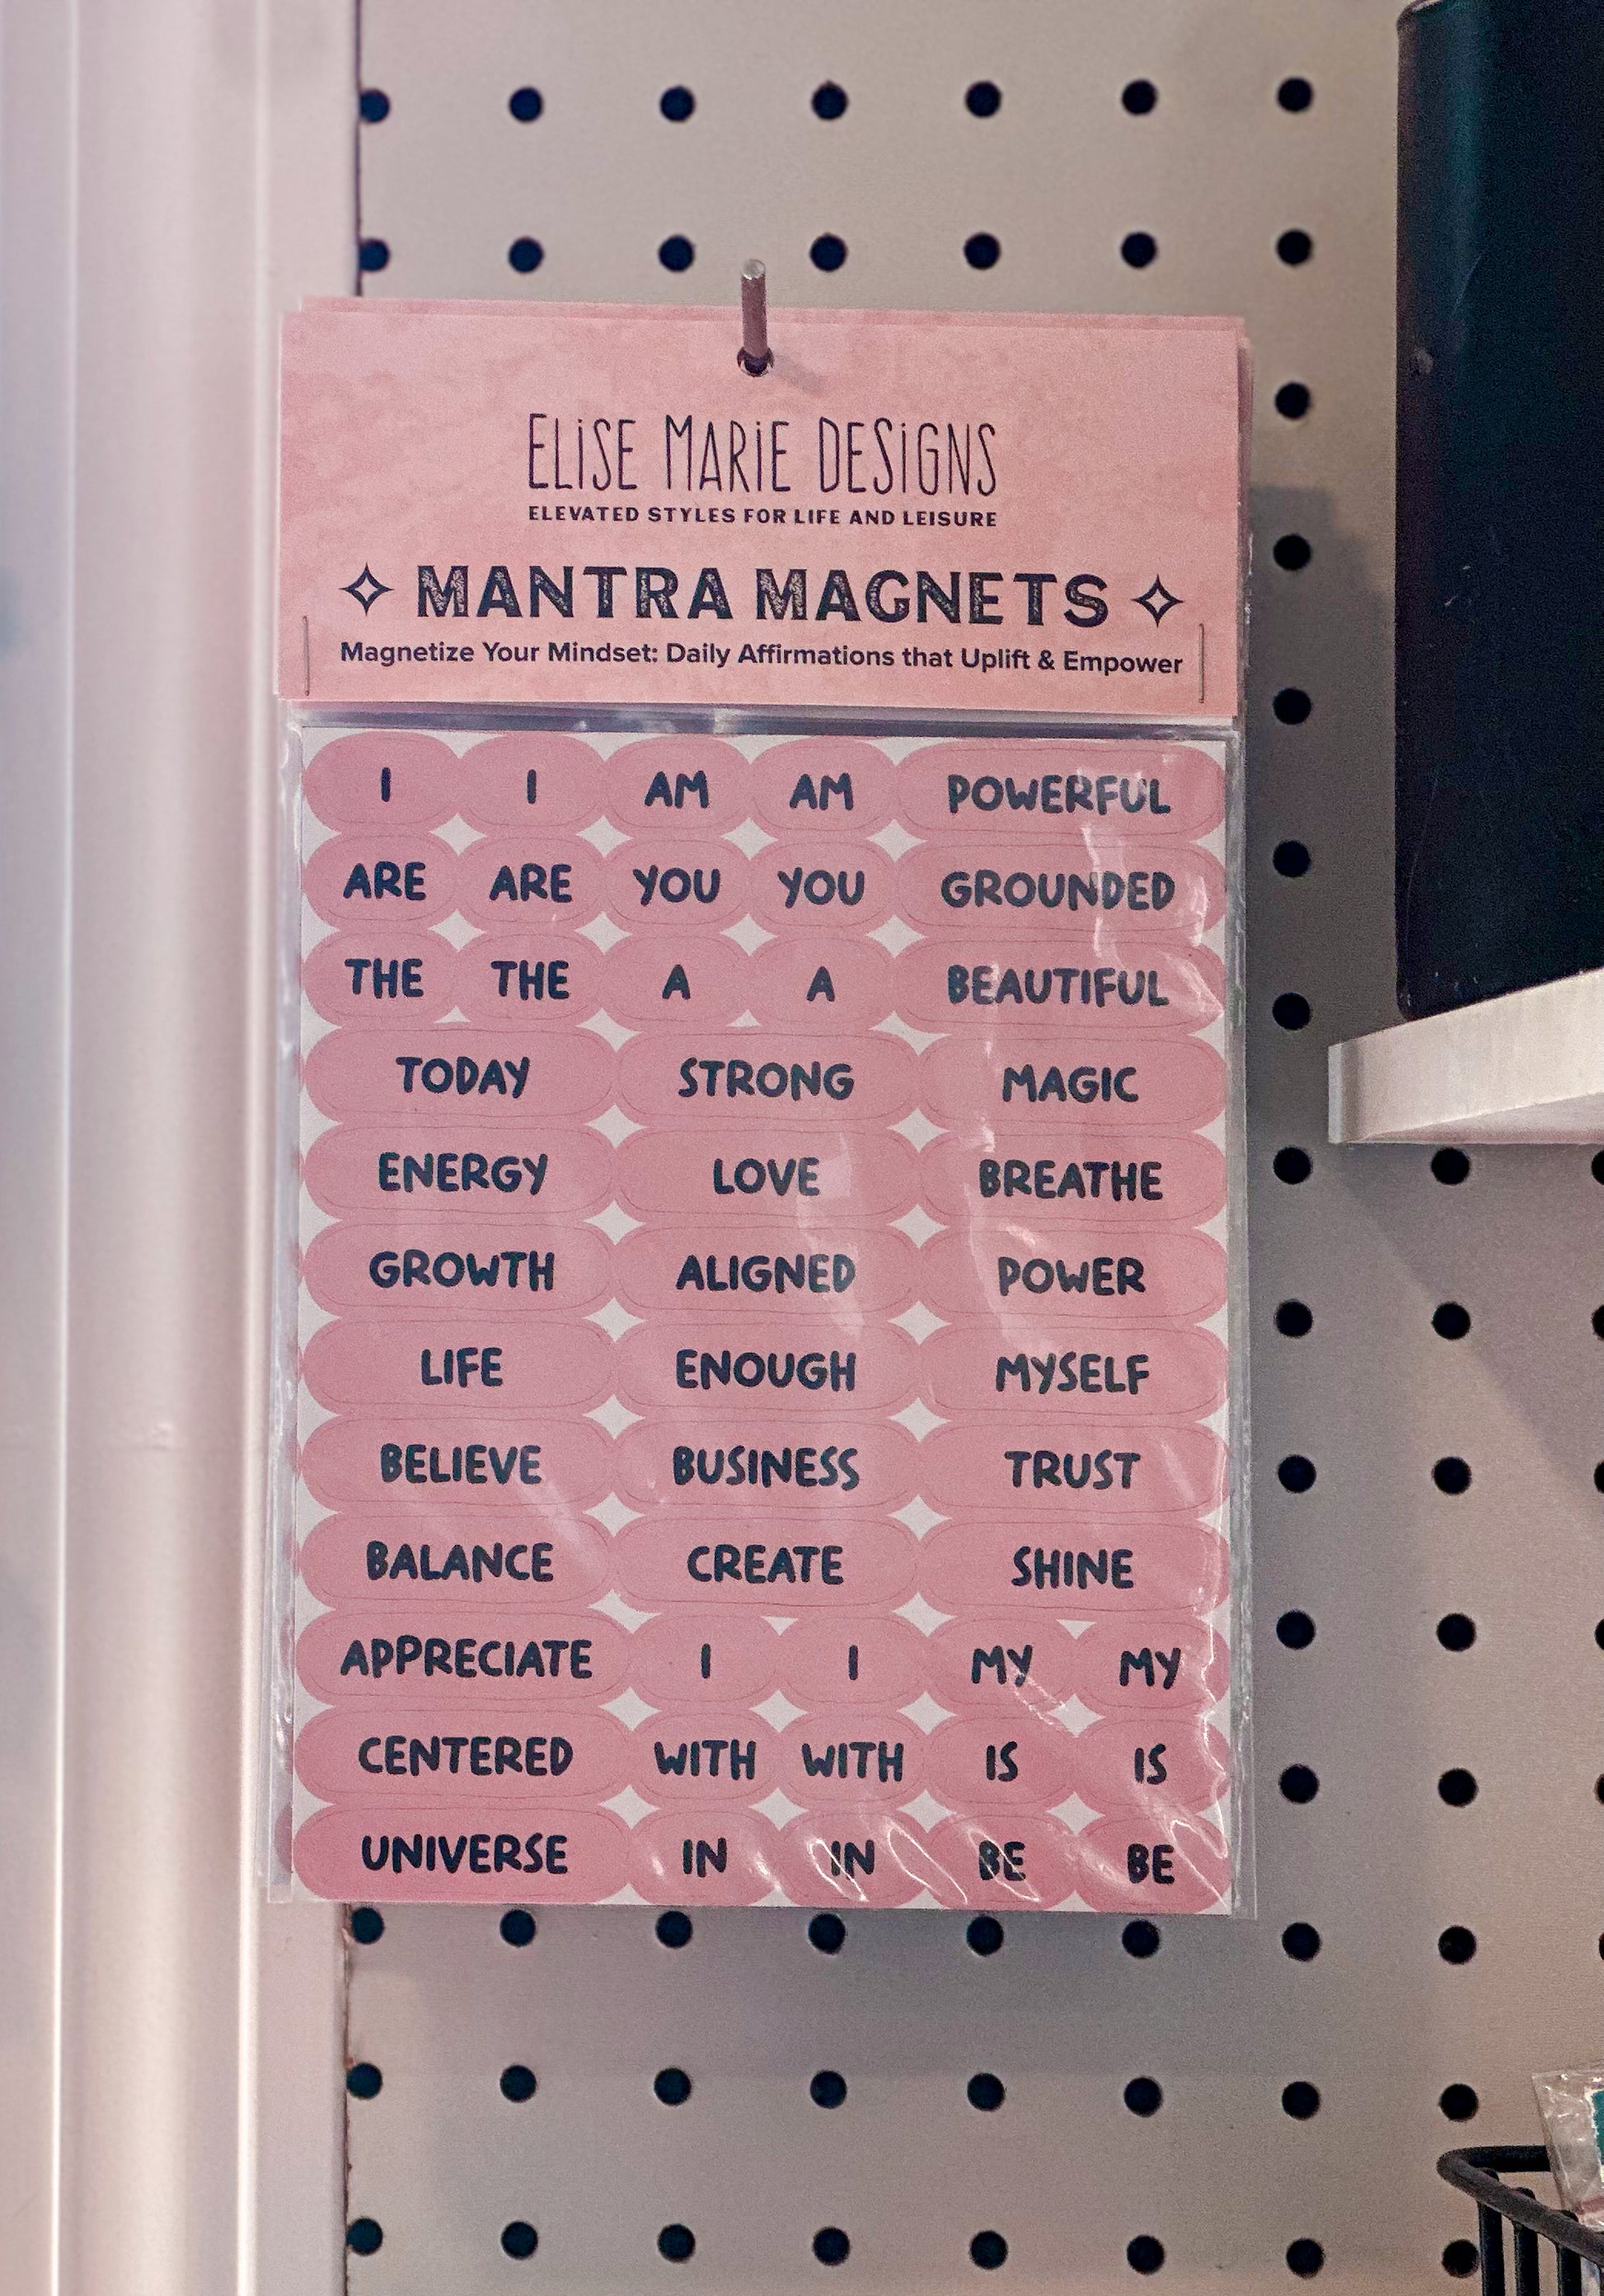 ELiSE MARiE DESiGNS
ELEVATED STYLES FOR LIFE AND LEISURE
MANTRA MAGNETS
Magnetize Your Mindset: Daily Affirmations that Uplift & Empower
I I AM AM POWERFUL
ARE ARE YOU YOU GROUNDED
THE THE A A BEAUTIFUL
TODAY STRONG MAGIC
ENERGY LOVE BREATHE
GROWTH ALIGNED POWER
LIFE ENOUGH MYSELF
BELIEVE BUSINESS TRUST
BALANCE CREATE SHINE
APPRECIATE I I MY MY
CENTERED WITH WITH IS IS
UNIVERSE IN IN BE BE